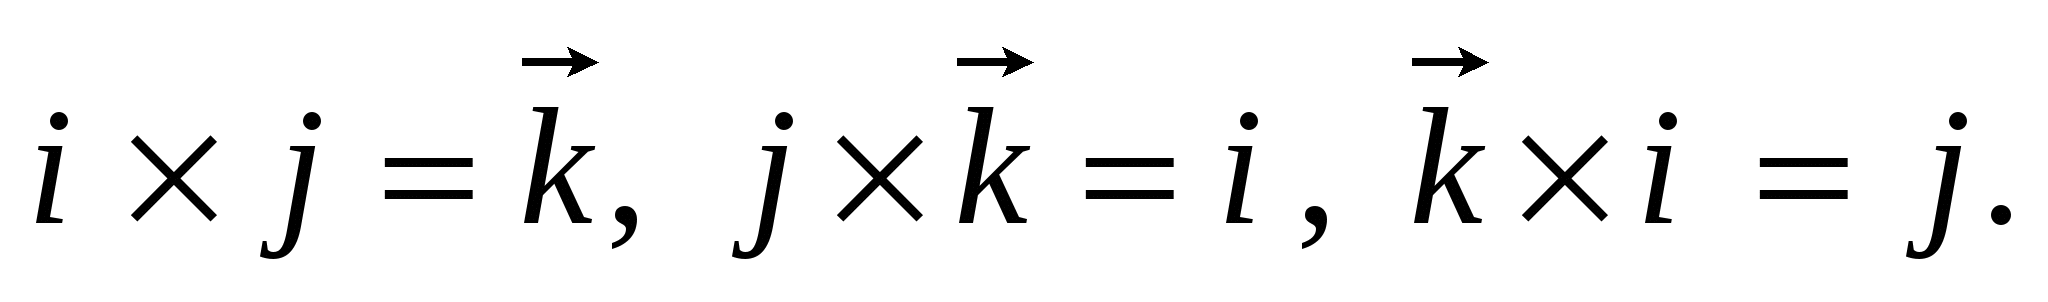 i × j = k⃗, j × k⃗ = i , k⃗ × i = j.